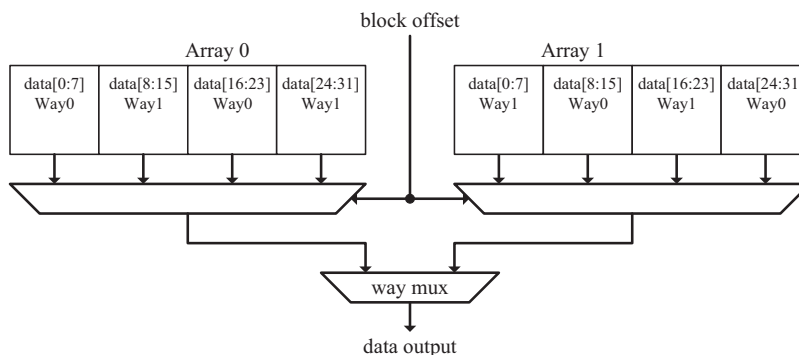 block offset
Array 0 Array 1
data[0:7] data[8:15] data[16:23] data[24:31] data[0:7] data[8:15] data[16:23] data[24:31
Way0 Way1 Way0 Way1 Way1 Way0 Way1 Way0
way mux
data output